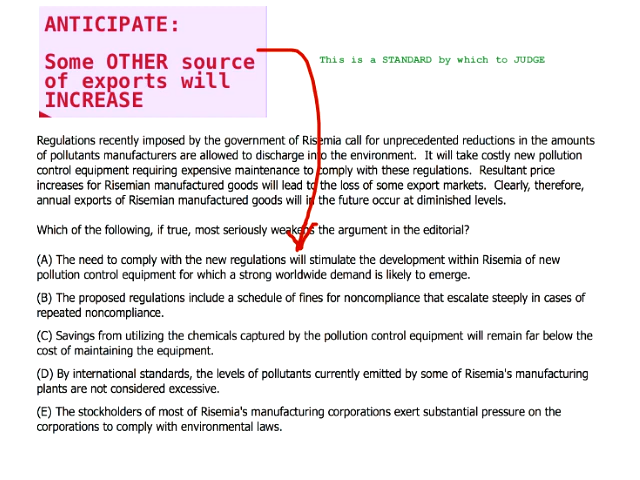 ANTICIPATE:
Some OTHER source
of exports will
INCREASE
This is a STANDARD by which to JUDGE
Regulations recently imposed by the government of Risemia call for unprecedented reductions in the amounts
of pollutants manufacturers are allowed to discharge into the environment. It will take costly new pollution
control equipment requiring expensive maintenance to comply with these regulations. Resultant price
increases for Risemian manufactured goods will lead to the loss of some export markets. Clearly, therefore,
annual exports of Risemian manufactured goods will in the future occur at diminished levels.
Which of the following, if true, most seriously weakens the argument in the editorial?
(A) The need to comply with the new regulations will stimulate the development within Risemia of new
pollution control equipment for which a strong worldwide demand is likely to emerge.
(B) The proposed regulations include a schedule of fines for noncompliance that escalate steeply in cases of
repeated noncompliance.
(C) Savings from utilizing the chemicals captured by the pollution control equipment will remain far below the
cost of maintaining the equipment.
(D) By international standards, the levels of pollutants currently emitted by some of Risemia's manufacturing
plants are not considered excessive.
(E) The stockholders of most of Risemia's manufacturing corporations exert substantial pressure on the
corporations to comply with environmental laws.